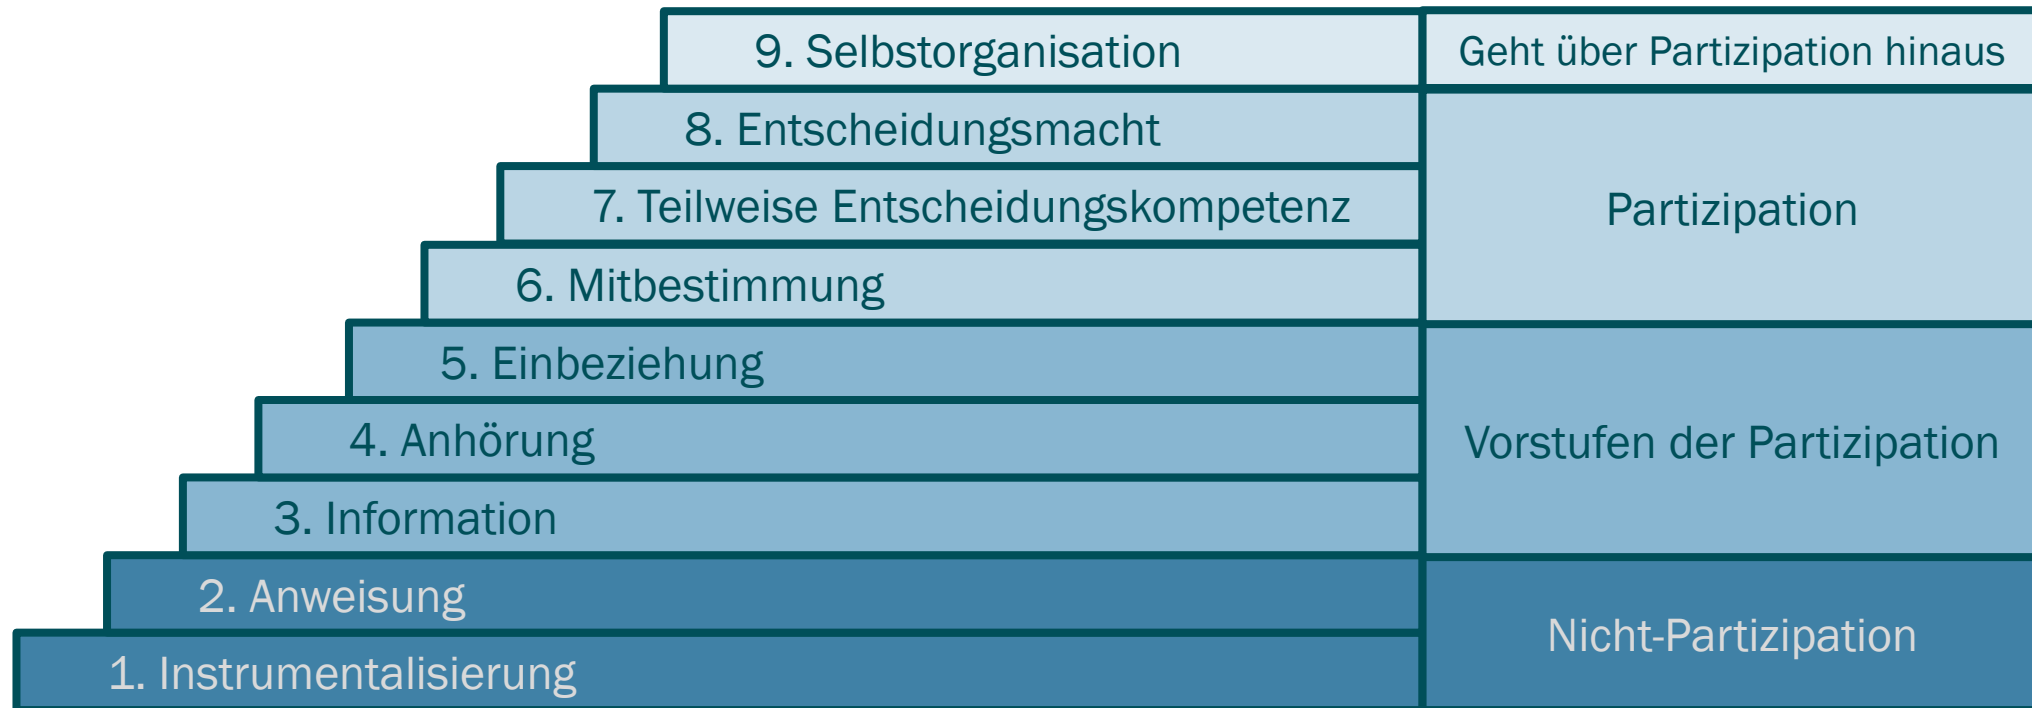 9. Selbstorganisation
Geht über Partizipation hinaus
8. Entscheidungsmacht
7. Teilweise Entscheidungskompetenz
Partizipation
6. Mitbestimmung
5. Einbeziehung
4. Anhörung
Vorstufen der Partizipation
3. Information
2. Anweisung
Nicht-Partizipation
1. Instrumentalisierung